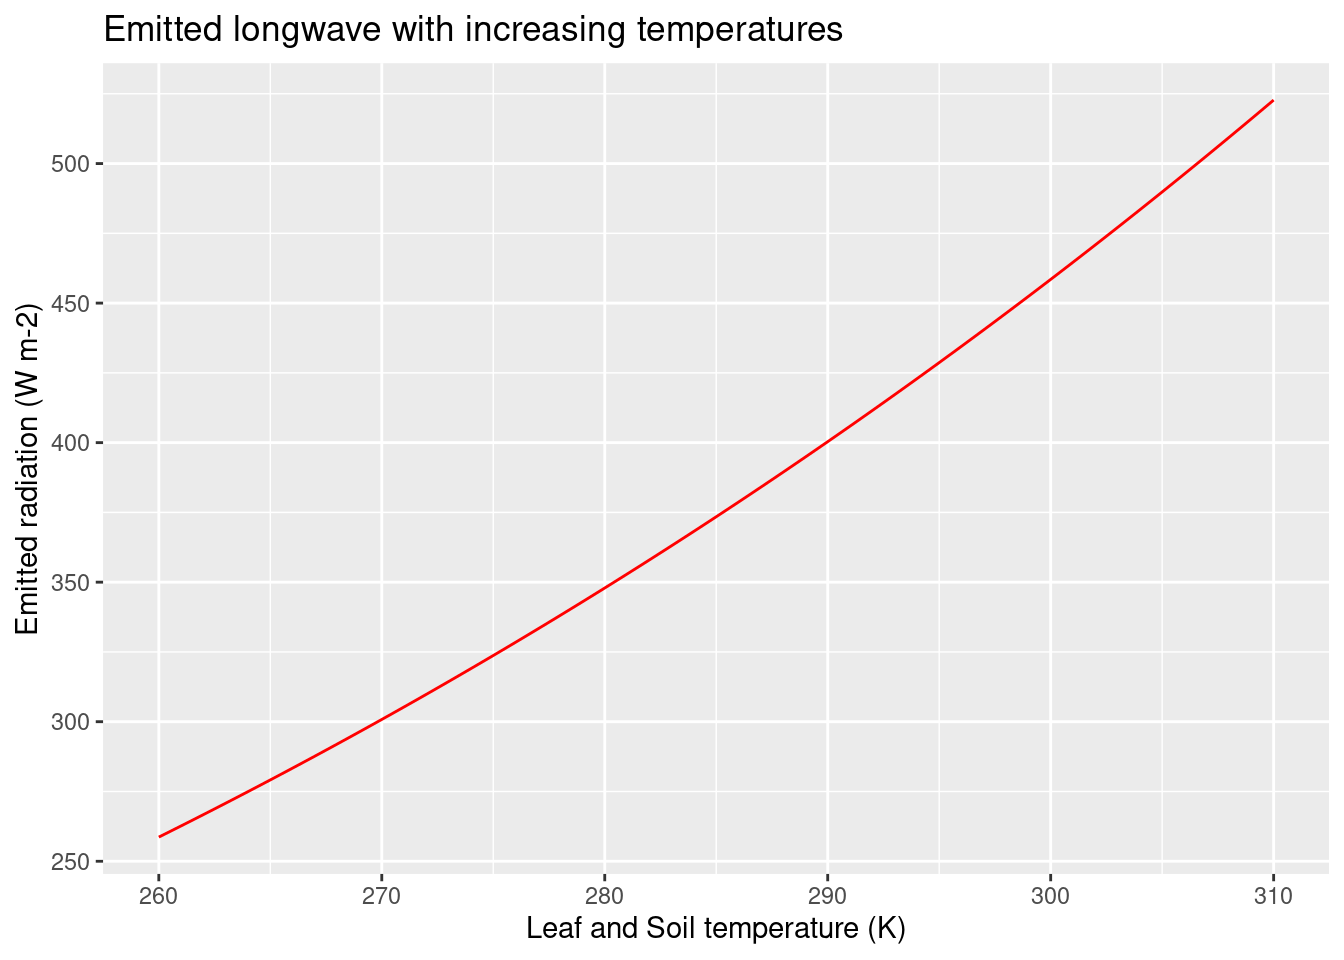 Emitted longwave with increasing temperatures
Emitted radiation (W m-2)
500
450
400
350
300
250
260 270 280 290 300 310
Leaf and Soil temperature (K)